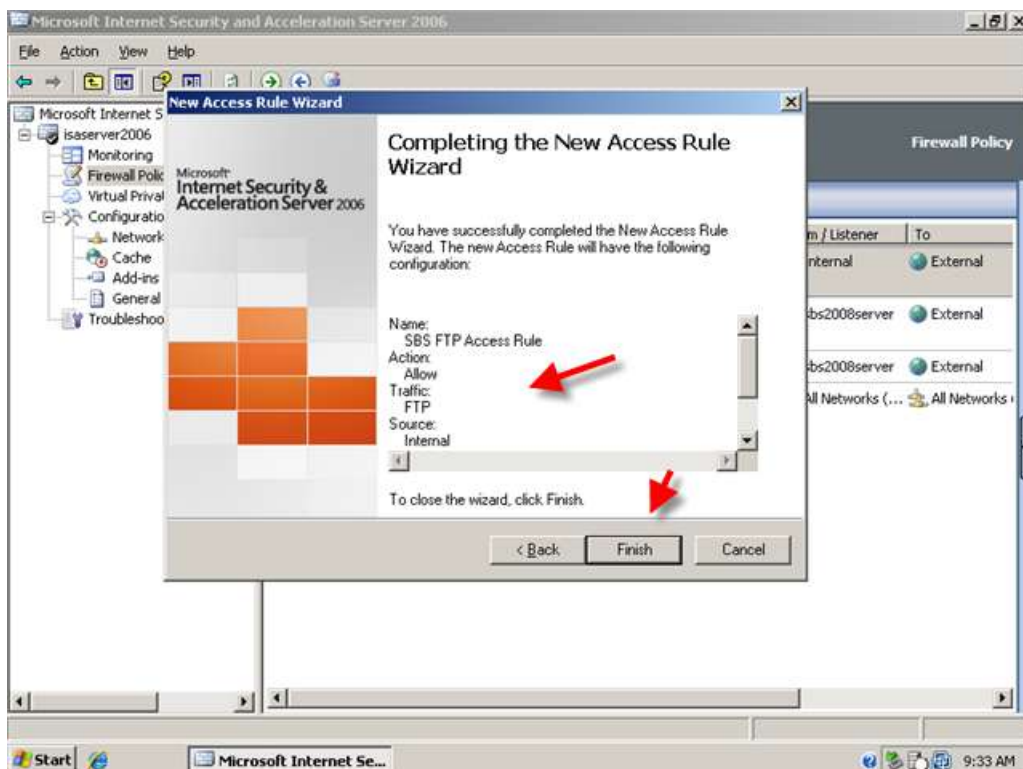 Microsoft Internet Security and Acceleration Server 2006
File Action View Help
Microsoft Internet S
isaserver2006
Monitoring
Firewall Polic
Virtual Privat
Configuratio
Network
Cache
Add-ins
General
Troubleshoo
New Access Rule Wizard
Microsoft
Internet Security &
Acceleration Server 2006
Completing the New Access Rule
Wizard
You have successfully completed the New Access Rule
Wizard. The new Access Rule will have the following
configuration:
Name:
SBS FTP Access Rule
Action:
Allow
Traffic:
FTP
Source:
Internal
To close the wizard, click Finish.
< Back Finish Cancel
Firewall Policy
m / Listener To
nternal External
bs2008server External
bs2008server External
All Networks (... All Networks
Start Microsoft Internet Se... 9:33 AM